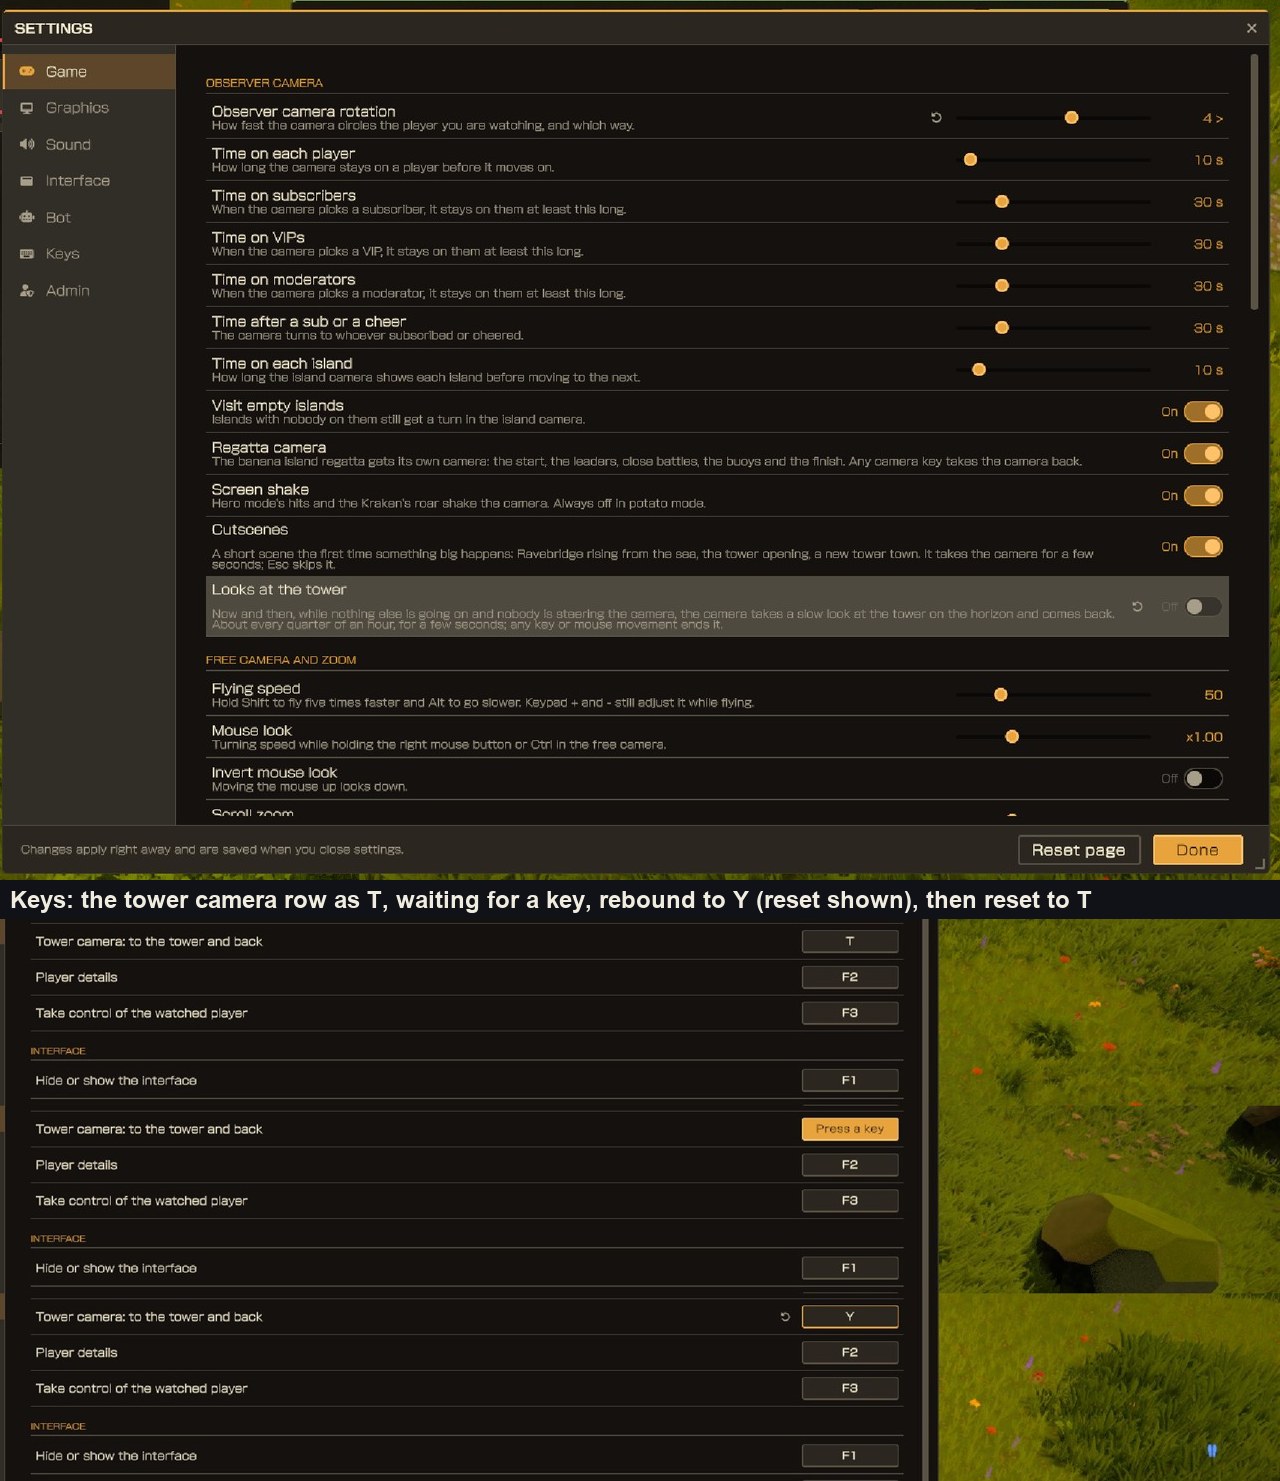 SETTINGS
Game
Graphics
Sound
Interface
Bot
Keys
Admin
OBSERVER CAMERA
Observer camera rotation
How fast the camera circles the player you are watching, and which way.
4 >
Time on each player
How long the camera stays on a player before it moves on.
10 s
Time on subscribers
When the camera picks a subscriber, it stays on them at least this long.
30 s
Time on VIPs
When the camera picks a VIP, it stays on them at least this long.
30 s
Time on moderators
When the camera picks a moderator, it stays on them at least this long.
30 s
Time after a sub or a cheer
The camera turns to whoever subscribed or cheered.
30 s
Time on each island
How long the island camera shows each island before moving to the next.
10 s
Visit empty islands
Islands with nobody on them still get a turn in the island camera.
On
Regatta camera
The banana island regatta gets its own camera: the start, the leaders, close battles, the buoys and the finish. Any camera key takes the camera back.
On
Screen shake
Hero mode's hits and the Kraken's roar shake the camera. Always off in potato mode.
On
Cutscenes
A short scene the first time something big happens: Ravebridge rising from the sea, the tower opening, a new tower town. It takes the camera for a few
seconds; Esc skips it.
On
Looks at the tower
Now and then, while nothing else is going on and nobody is steering the camera, the camera takes a slow look at the tower on the horizon and comes back.
About every quarter of an hour, for a few seconds; any key or mouse movement ends it.
Off
FREE CAMERA AND ZOOM
Flying speed
Hold Shift to fly five times faster and Alt to go slower. Keypad + and - still adjust it while flying.
50
Mouse look
Turning speed while holding the right mouse button or Ctrl in the free camera.
x1.00
Invert mouse look
Moving the mouse up looks down.
Off
Scroll zoom
Changes apply right away and are saved when you close settings.
Reset page
Done
Keys: the tower camera row as T, waiting for a key, rebound to Y (reset shown), then reset to T
Tower camera: to the tower and back
T
Player details
F2
Take control of the watched player
F3
INTERFACE
Hide or show the interface
F1
Tower camera: to the tower and back
Press a key
Player details
F2
Take control of the watched player
F3
INTERFACE
Hide or show the interface
F1
Tower camera: to the tower and back
Y
Player details
F2
Take control of the watched player
F3
INTERFACE
Hide or show the interface
F1